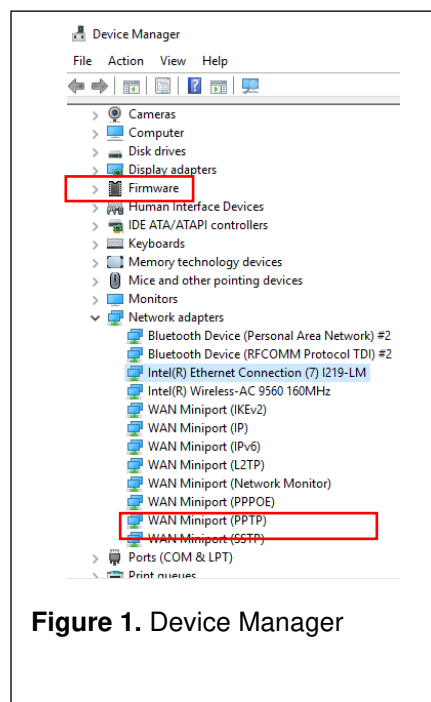 Device Manager
File Action View Help
Cameras
Computer
Disk drives
Display adapters
Firmware
Human Interface Devices
IDE ATA/ATAPI controllers
Keyboards
Memory technology devices
Mice and other pointing devices
Monitors
Network adapters
Bluetooth Device (Personal Area Network) #2
Bluetooth Device (RFCOMM Protocol TDI) #2
Intel(R) Ethernet Connection (7) I219-LM
Intel(R) Wireless-AC 9560 160MHz
WAN Miniport (IKEv2)
WAN Miniport (IP)
WAN Miniport (IPv6)
WAN Miniport (L2TP)
WAN Miniport (Network Monitor)
WAN Miniport (PPPOE)
WAN Miniport (PPTP)
WAN Miniport (SSTP)
Ports (COM & LPT)
Print queues
Figure 1. Device Manager